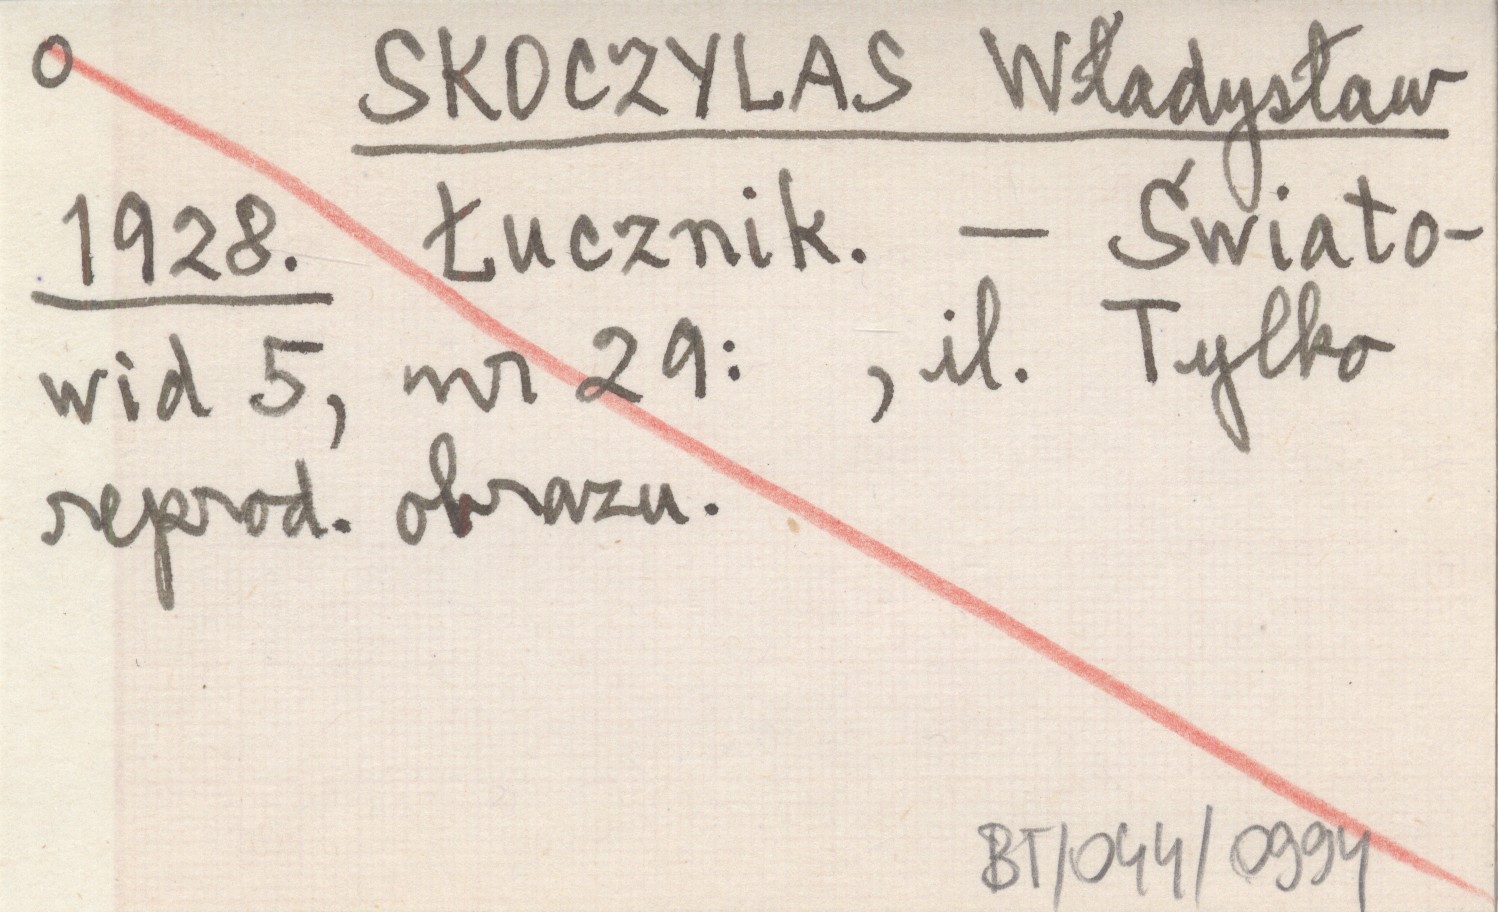 O SKOCZYLAS Władysław
1928. Łucznik. — Świato-
wid 5, nr 29: , il. Tylko
reprod. obrazu.
BT/044/0994